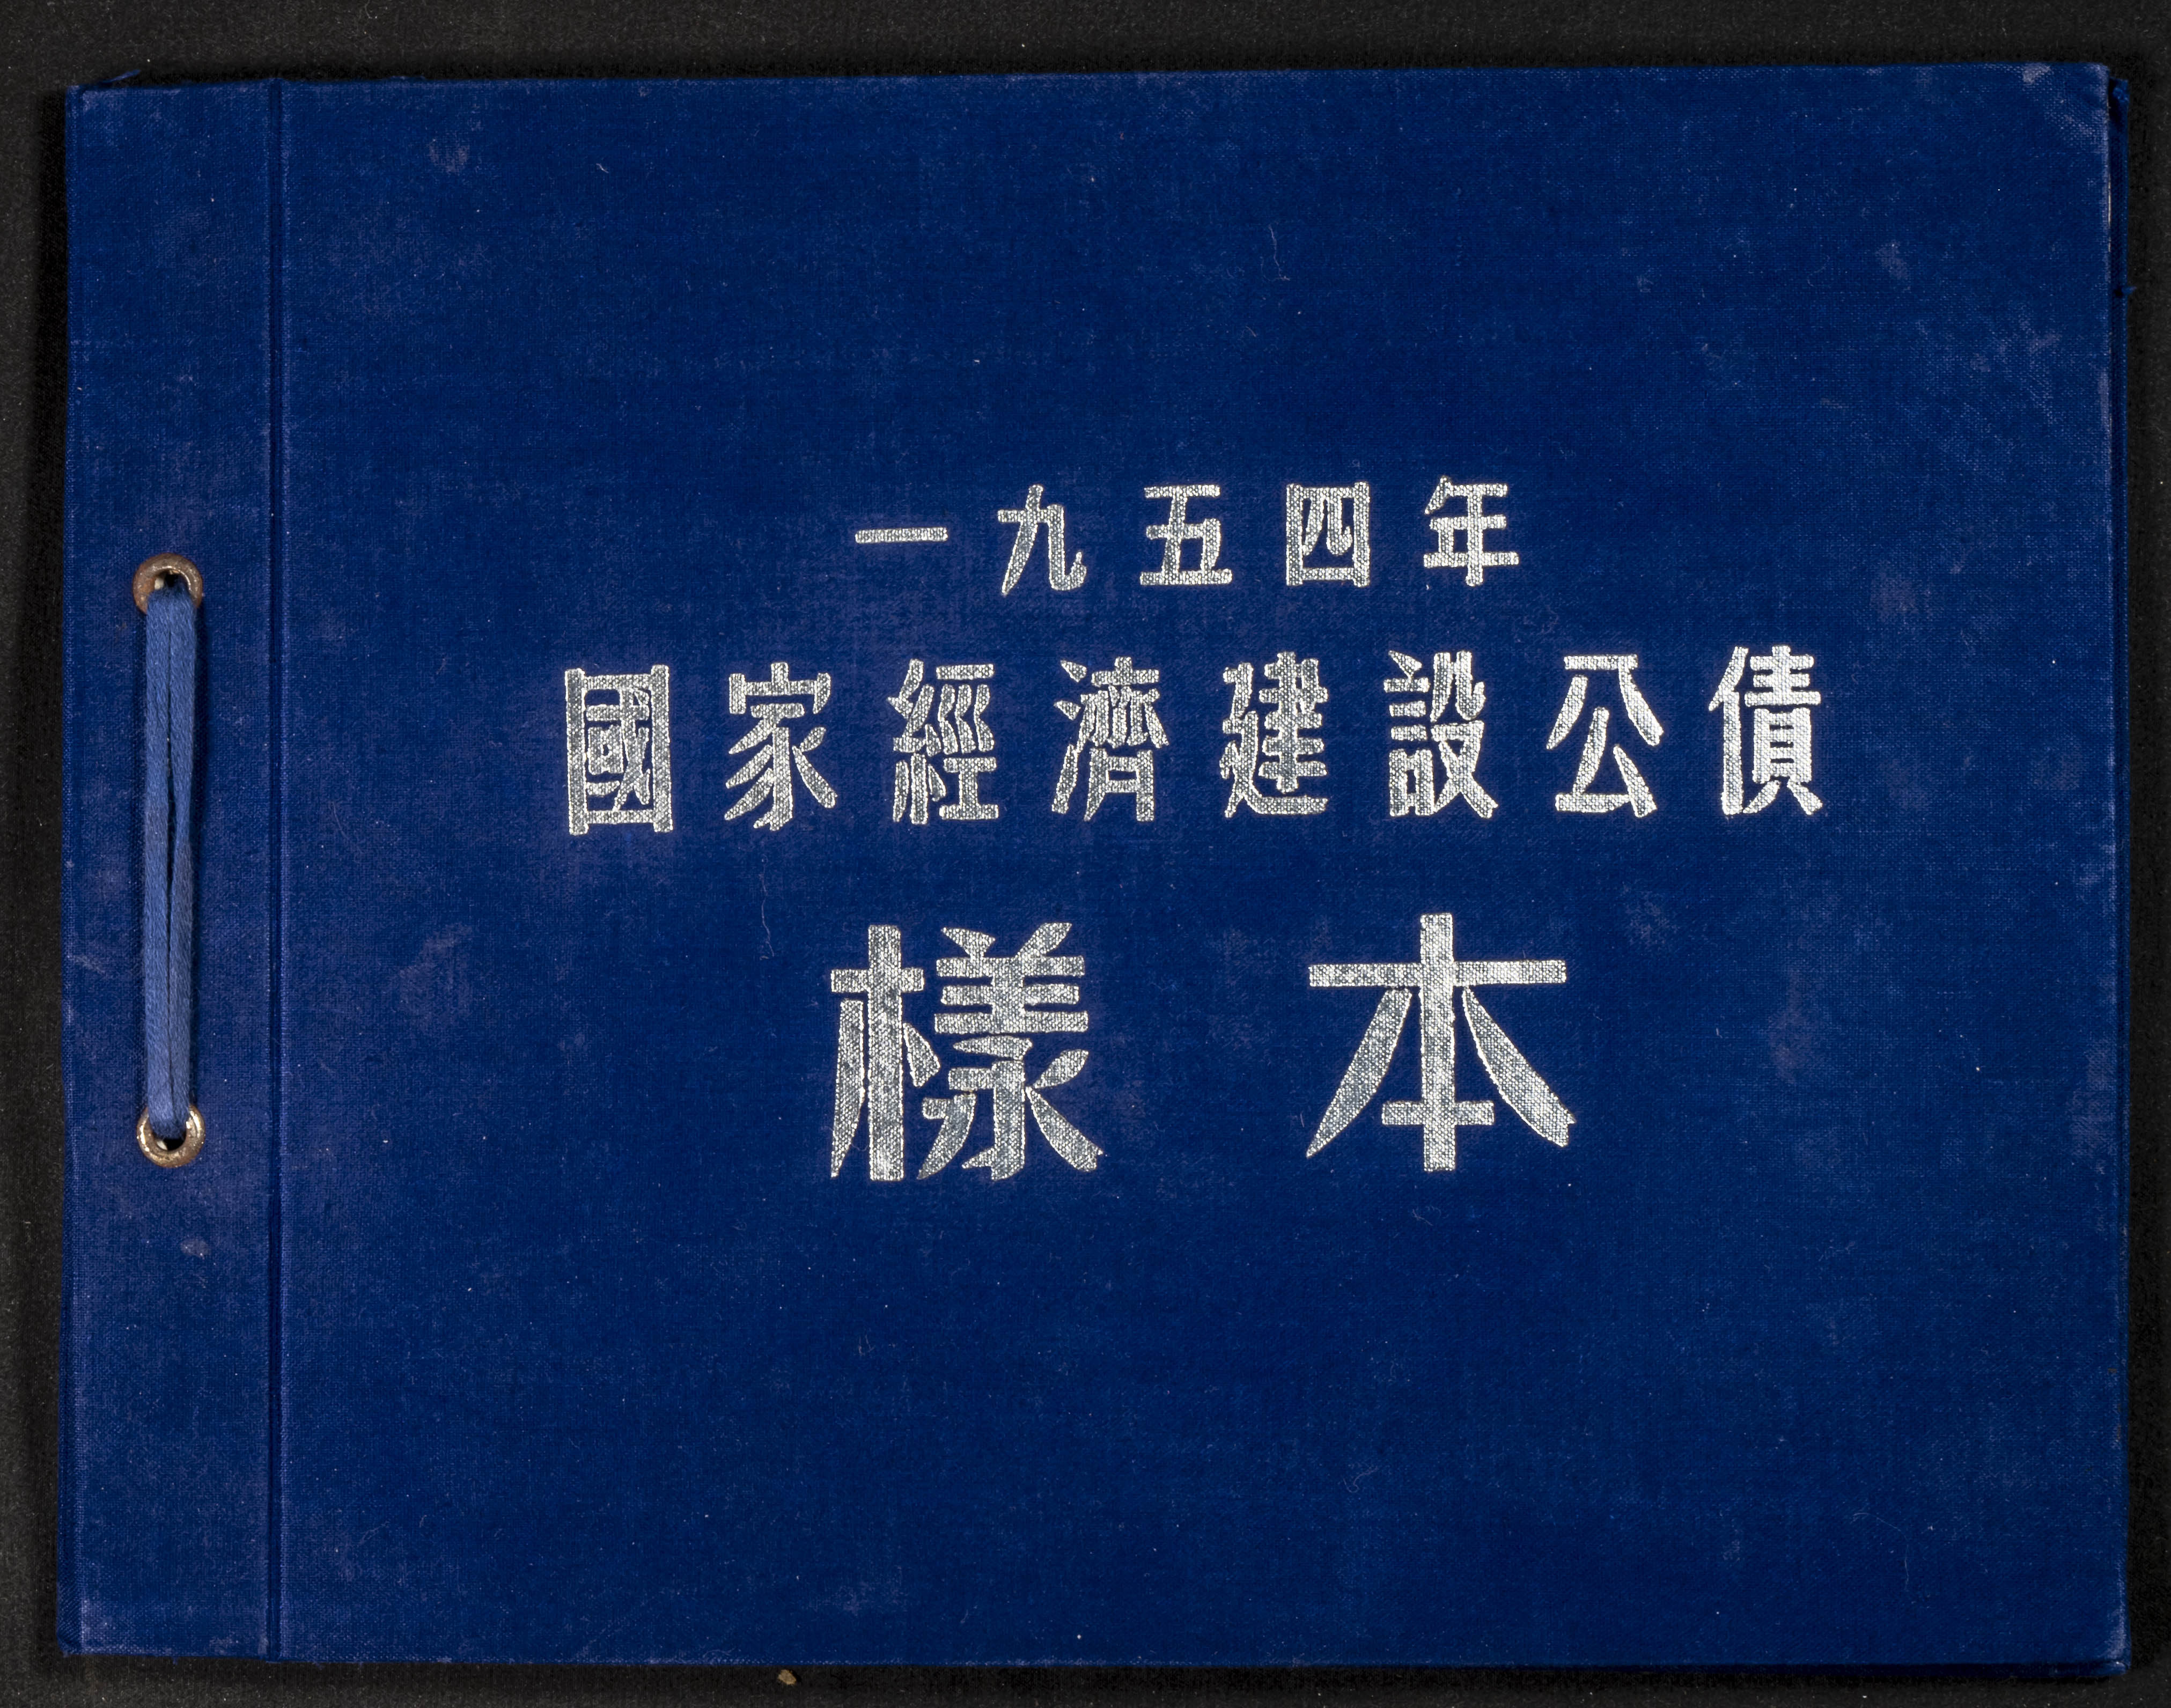 一九五四年
國家經濟建設公債
樣本